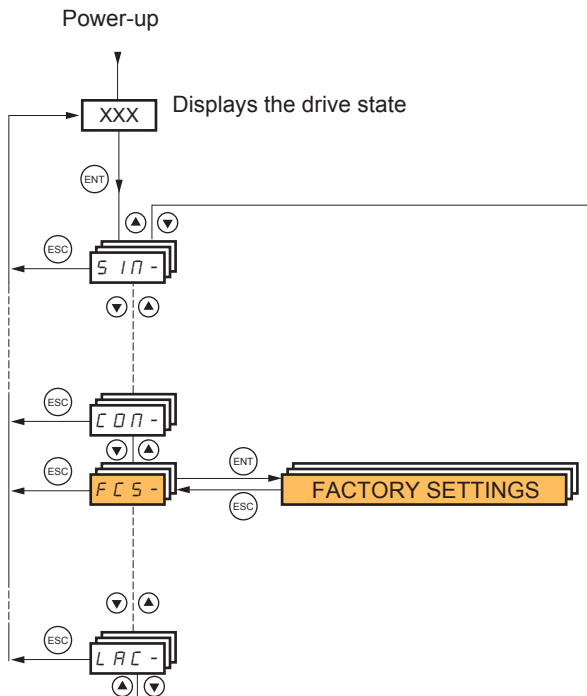 Power-up
XXX
Displays the drive state
ENT
ESC
SIM-
ESC
COM-
ESC
FCS-
ENT
ESC
FACTORY SETTINGS
ESC
LAC-